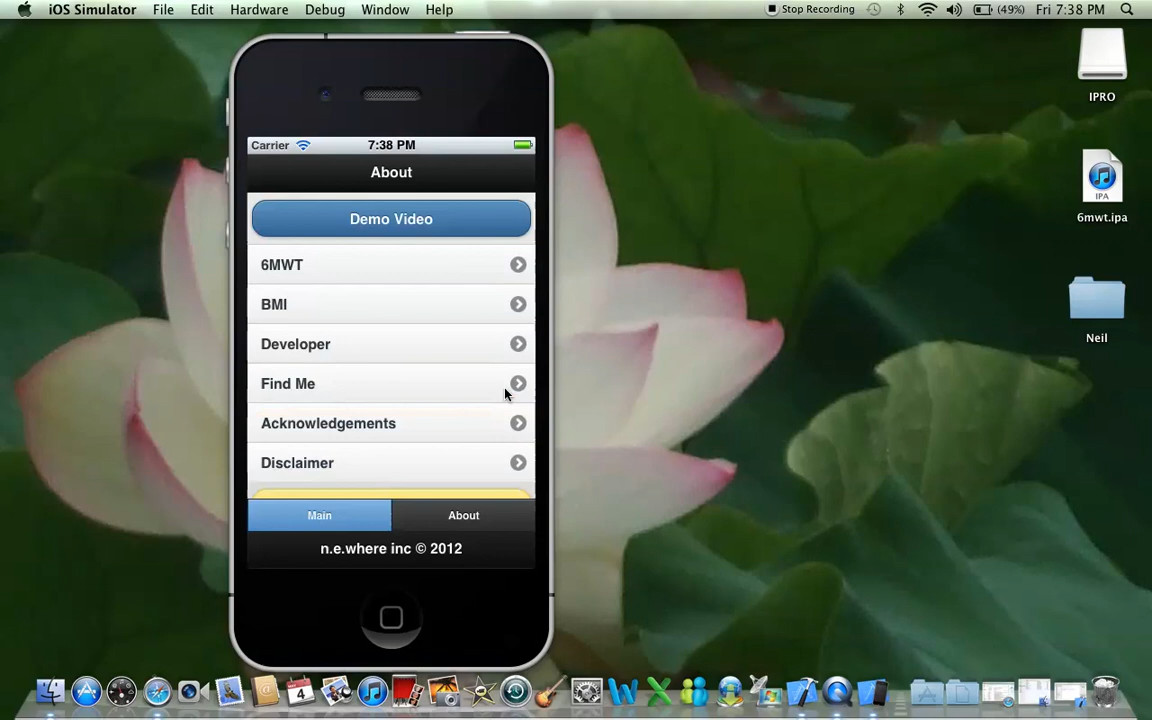 iOS Simulator File Edit Hardware Debug Window Help Stop Recording (49%) Fri 7:38 PM
IPRO
IPA
6mwt.ipa
Neil
Carrier 7:38 PM
About
Demo Video
6MWT
BMI
Developer
Find Me
Acknowledgements
Disclaimer
Main About
n.e.where inc © 2012
4